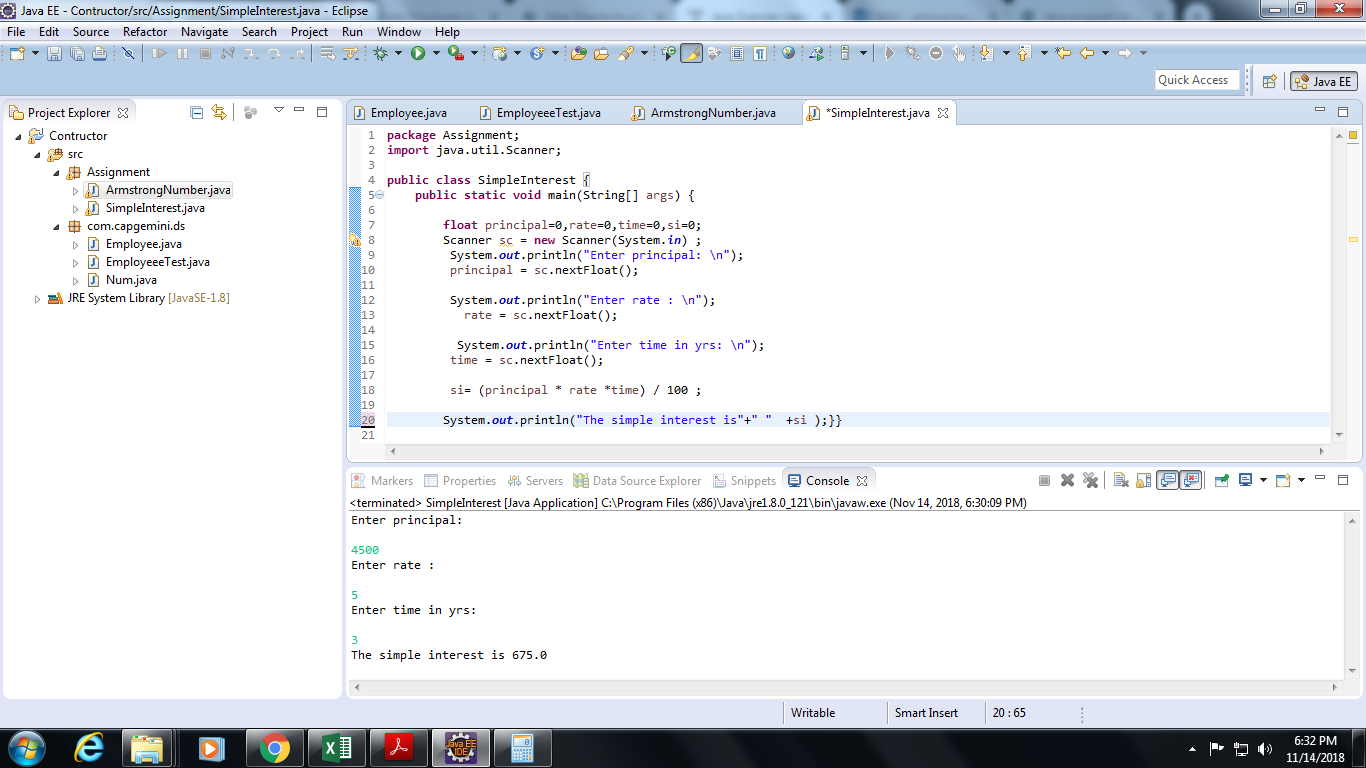 Java EE - Contructor/src/Assignment/SimpleInterest.java - Eclipse
File Edit Source Refactor Navigate Search Project Run Window Help
Quick Access Java EE
Project Explorer
Contructor
src
Assignment
ArmstrongNumber.java
SimpleInterest.java
com.capgemini.ds
Employee.java
EmployeeeTest.java
Num.java
JRE System Library [JavaSE-1.8]
Employee.java EmployeeeTest.java ArmstrongNumber.java *SimpleInterest.java
1 package Assignment;
2 import java.util.Scanner;
3
4 public class SimpleInterest {
5 public static void main(String[] args) {
6
7 float principal=0,rate=0,time=0,si=0;
8 Scanner sc = new Scanner(System.in) ;
9 System.out.println("Enter principal: \n");
10 principal = sc.nextFloat();
11
12 System.out.println("Enter rate : \n");
13 rate = sc.nextFloat();
14
15 System.out.println("Enter time in yrs: \n");
16 time = sc.nextFloat();
17
18 si= (principal * rate *time) / 100 ;
19
20 System.out.println("The simple interest is"+" "  +si );}}
21
Markers Properties Servers Data Source Explorer Snippets Console
<terminated> SimpleInterest [Java Application] C:\Program Files (x86)\Java\jre1.8.0_121\bin\javaw.exe (Nov 14, 2018, 6:30:09 PM)
Enter principal:
4500
Enter rate :
5
Enter time in yrs:
3
The simple interest is 675.0
Writable Smart Insert 20 : 65
Java EE
IDE
6:32 PM
11/14/2018